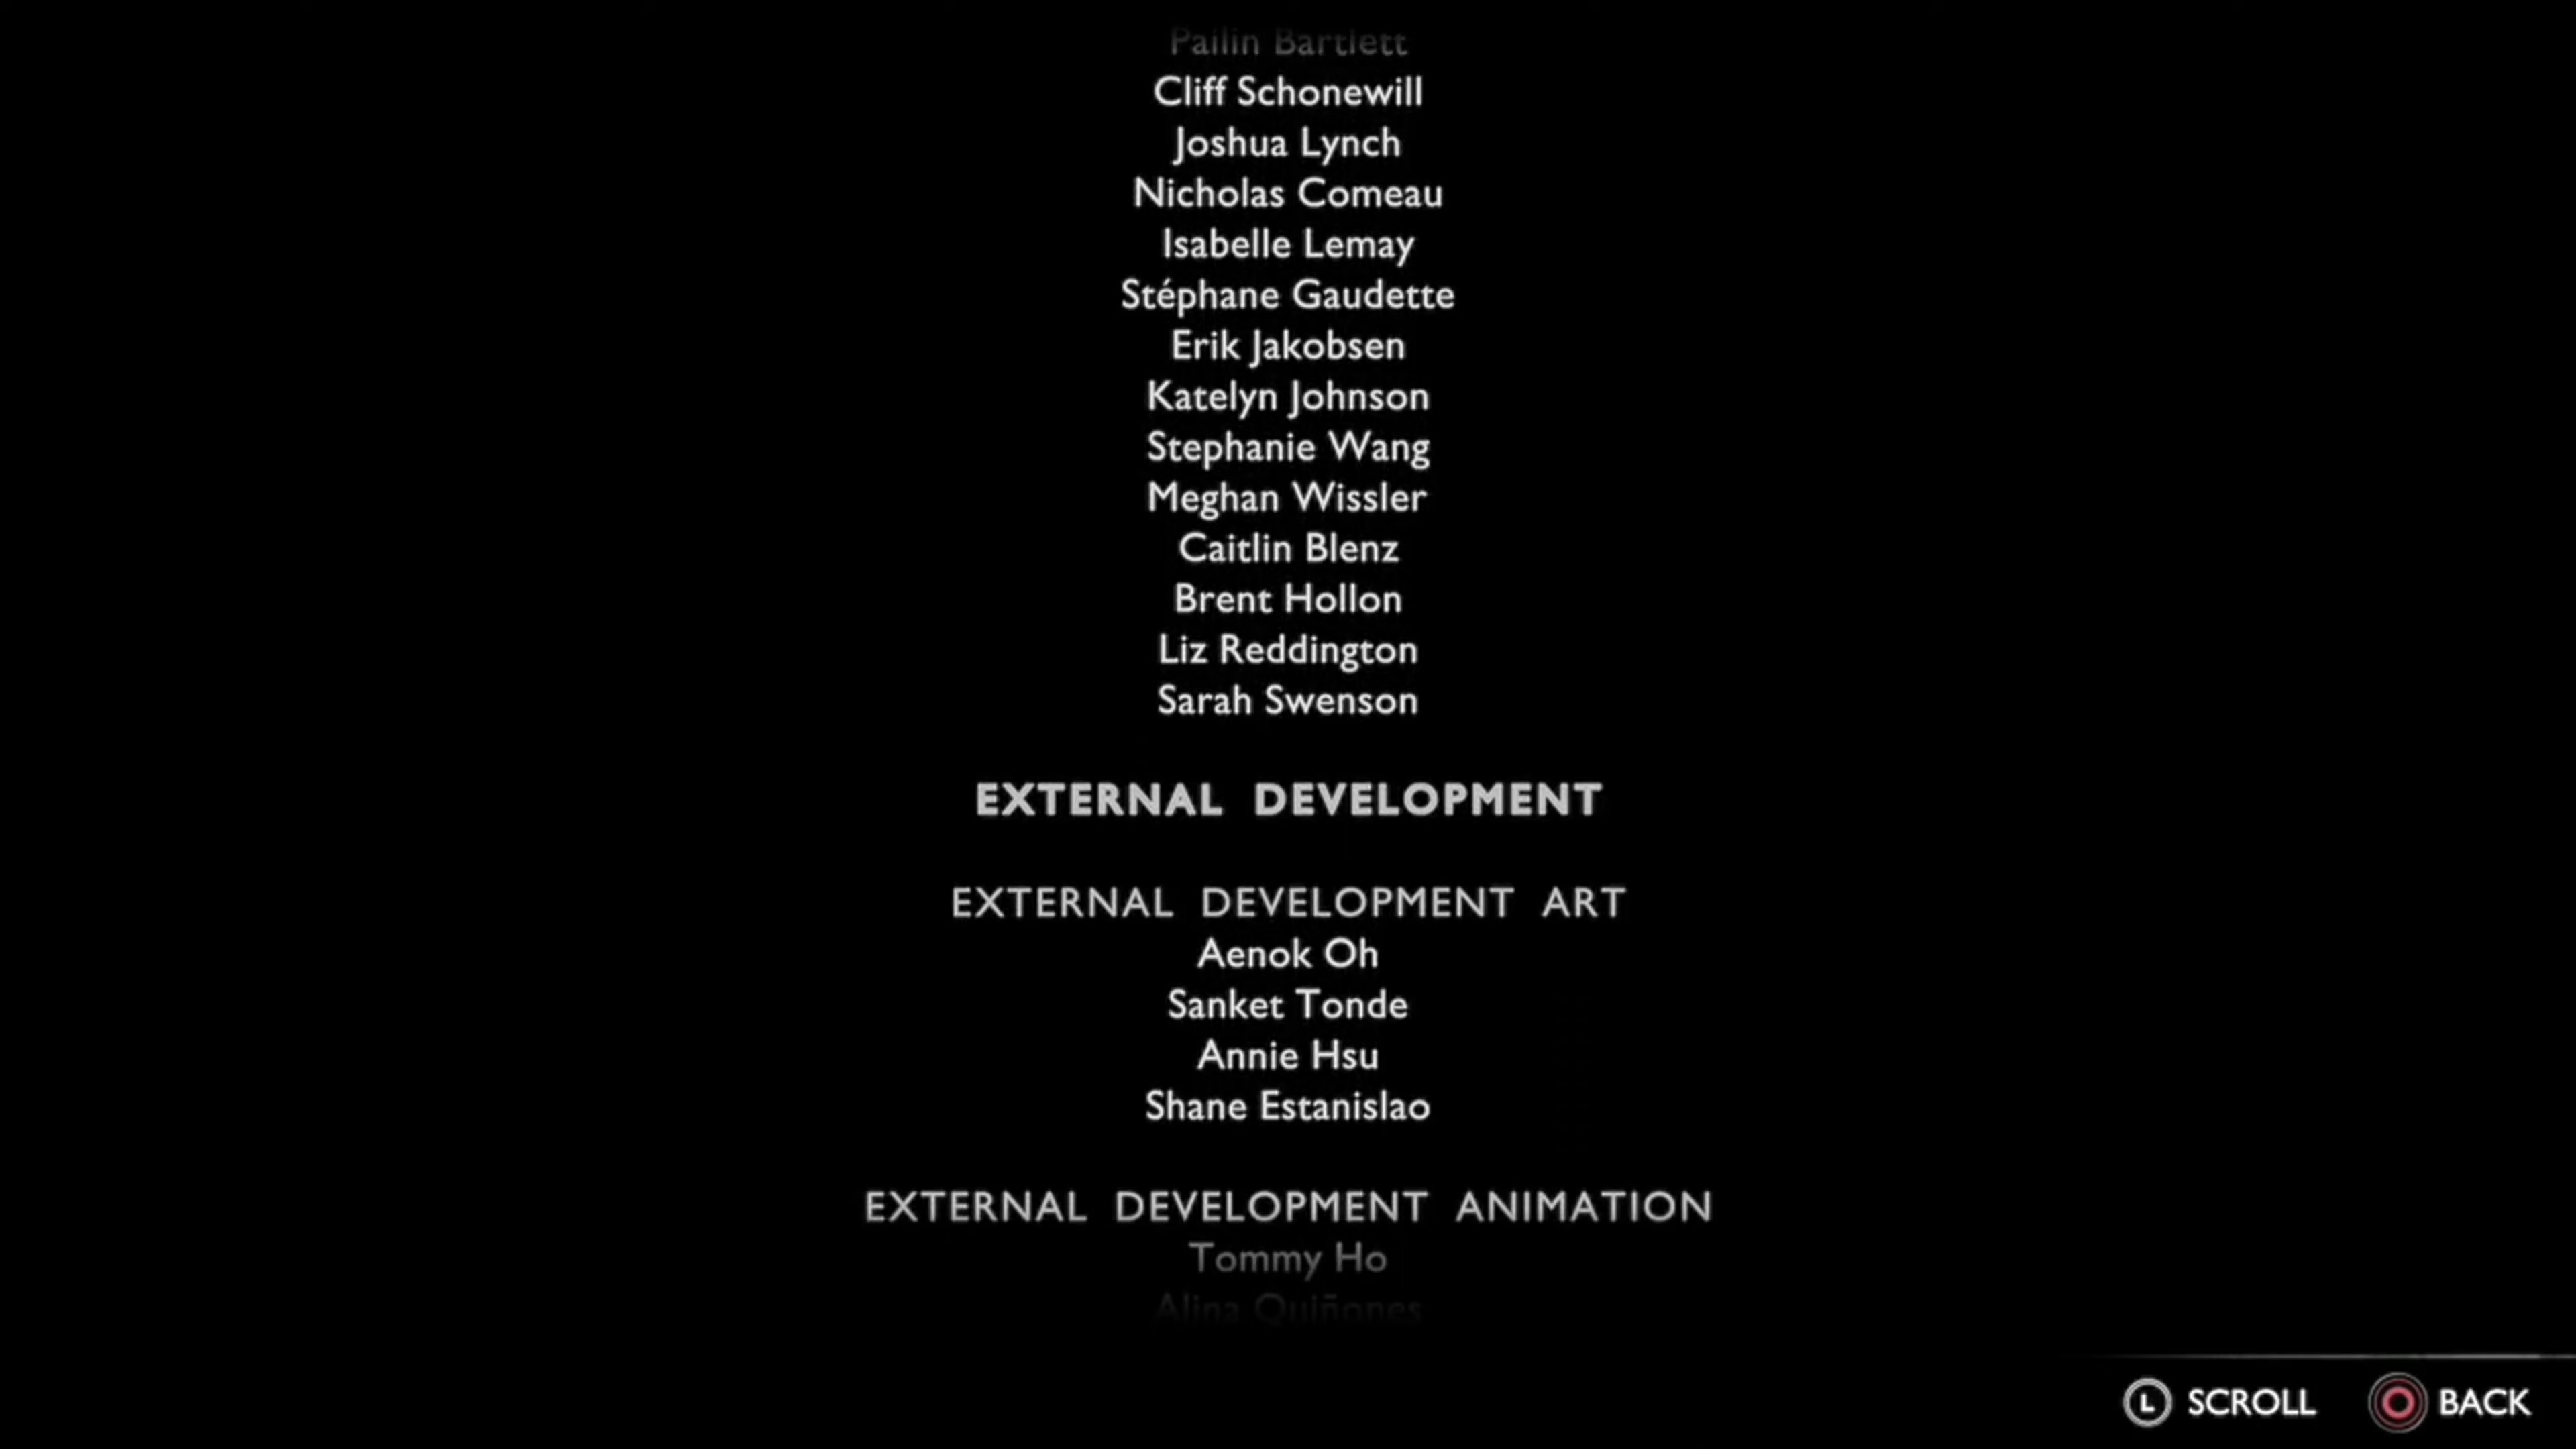 Pailin Bartlett
Cliff Schonewill
Joshua Lynch
Nicholas Comeau
Isabelle Lemay
Stéphane Gaudette
Erik Jakobsen
Katelyn Johnson
Stephanie Wang
Meghan Wissler
Caitlin Blenz
Brent Hollon
Liz Reddington
Sarah Swenson
EXTERNAL DEVELOPMENT
EXTERNAL DEVELOPMENT ART
Aenok Oh
Sanket Tonde
Annie Hsu
Shane Estanislao
EXTERNAL DEVELOPMENT ANIMATION
Tommy Ho
Alina Quiñones
L SCROLL BACK